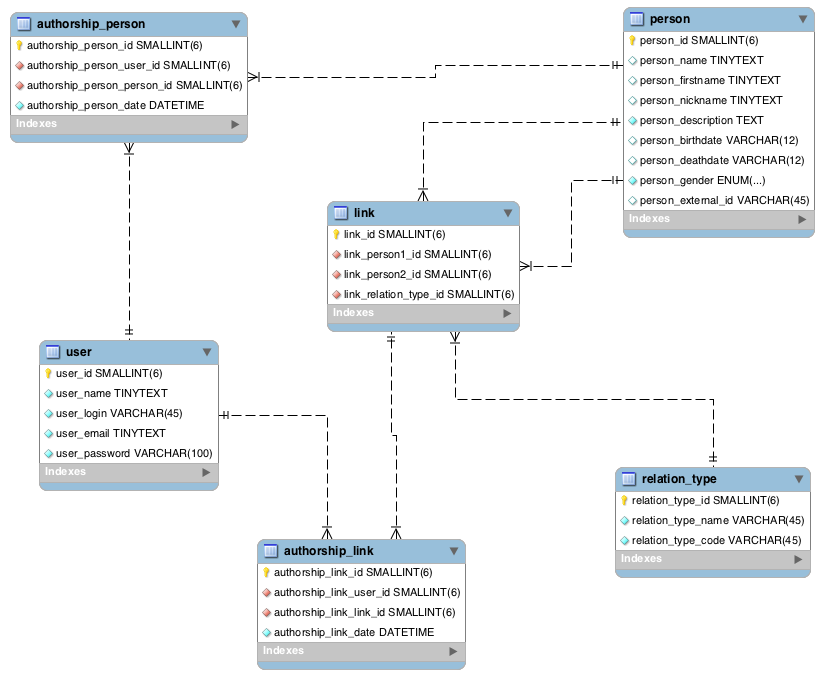 authorship_person
authorship_person_id SMALLINT(6)
authorship_person_user_id SMALLINT(6)
authorship_person_person_id SMALLINT(6)
authorship_person_date DATETIME
Indexes
person
person_id SMALLINT(6)
person_name TINYTEXT
person_firstname TINYTEXT
person_nickname TINYTEXT
person_description TEXT
person_birthdate VARCHAR(12)
person_deathdate VARCHAR(12)
person_gender ENUM(...)
person_external_id VARCHAR(45)
Indexes
link
link_id SMALLINT(6)
link_person1_id SMALLINT(6)
link_person2_id SMALLINT(6)
link_relation_type_id SMALLINT(6)
Indexes
user
user_id SMALLINT(6)
user_name TINYTEXT
user_login VARCHAR(45)
user_email TINYTEXT
user_password VARCHAR(100)
Indexes
relation_type
relation_type_id SMALLINT(6)
relation_type_name VARCHAR(45)
relation_type_code VARCHAR(45)
Indexes
authorship_link
authorship_link_id SMALLINT(6)
authorship_link_user_id SMALLINT(6)
authorship_link_link_id SMALLINT(6)
authorship_link_date DATETIME
Indexes